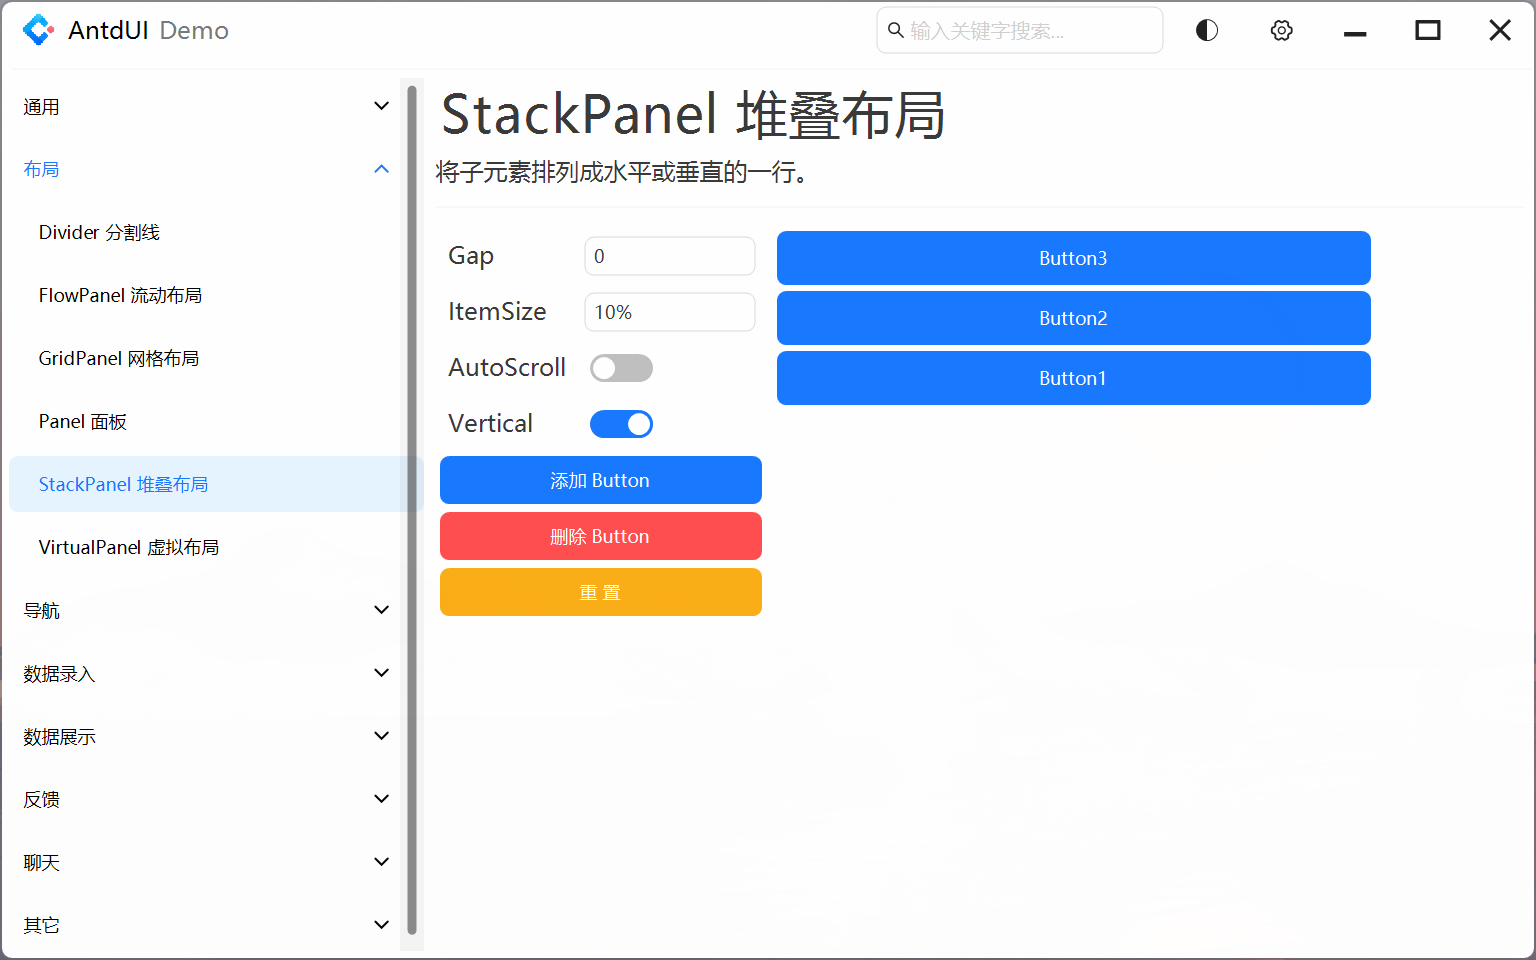 AntdUI Demo
输入关键字搜索...
通用
布局
Divider 分割线
FlowPanel 流动布局
GridPanel 网格布局
Panel 面板
StackPanel 堆叠布局
VirtualPanel 虚拟布局
导航
数据录入
数据展示
反馈
聊天
其它
StackPanel 堆叠布局
将子元素排列成水平或垂直的一行。
Gap 0
ItemSize 10%
AutoScroll
Vertical
添加 Button
删除 Button
重 置
Button3
Button2
Button1